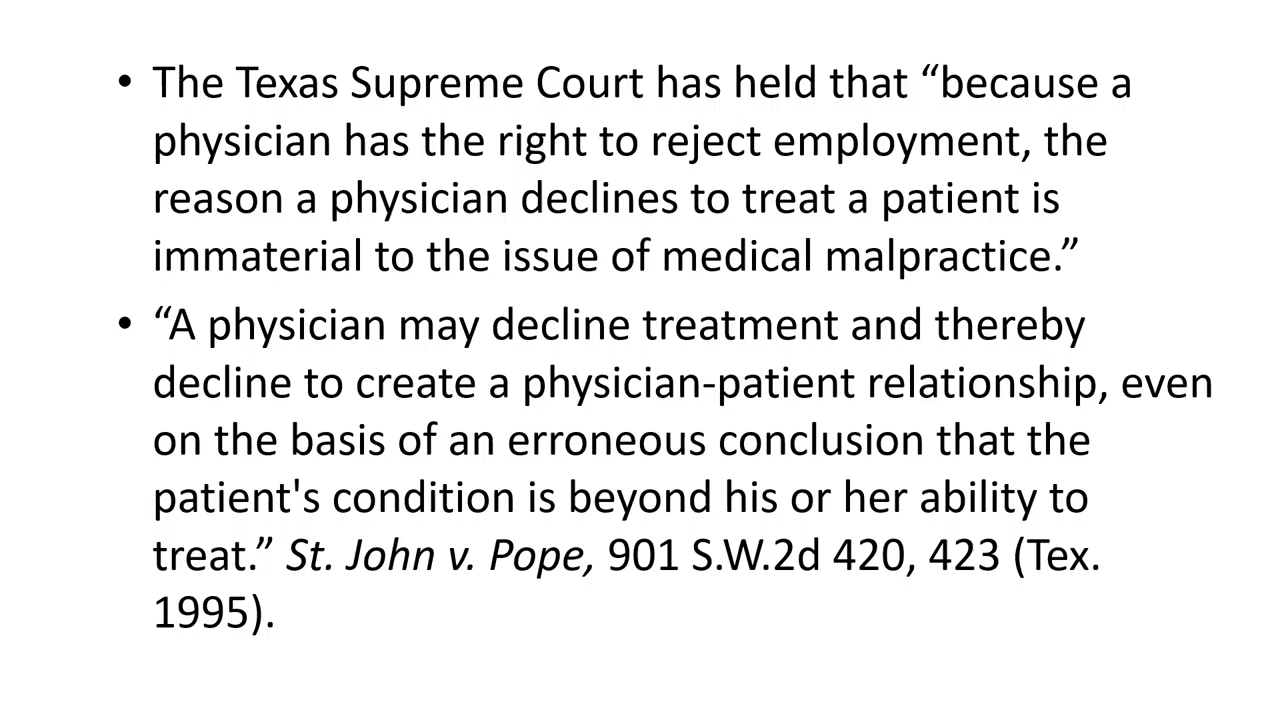 • The Texas Supreme Court has held that “because a
physician has the right to reject employment, the
reason a physician declines to treat a patient is
immaterial to the issue of medical malpractice.”
• “A physician may decline treatment and thereby
decline to create a physician-patient relationship, even
on the basis of an erroneous conclusion that the
patient's condition is beyond his or her ability to
treat.” St. John v. Pope, 901 S.W.2d 420, 423 (Tex.
1995).